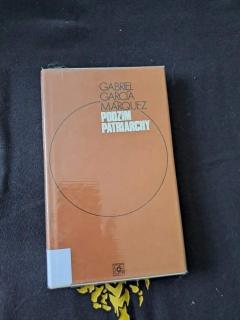 GABRIEL
GARCÍA
MÁRQUEZ
PODZIM
PATRIARCHY